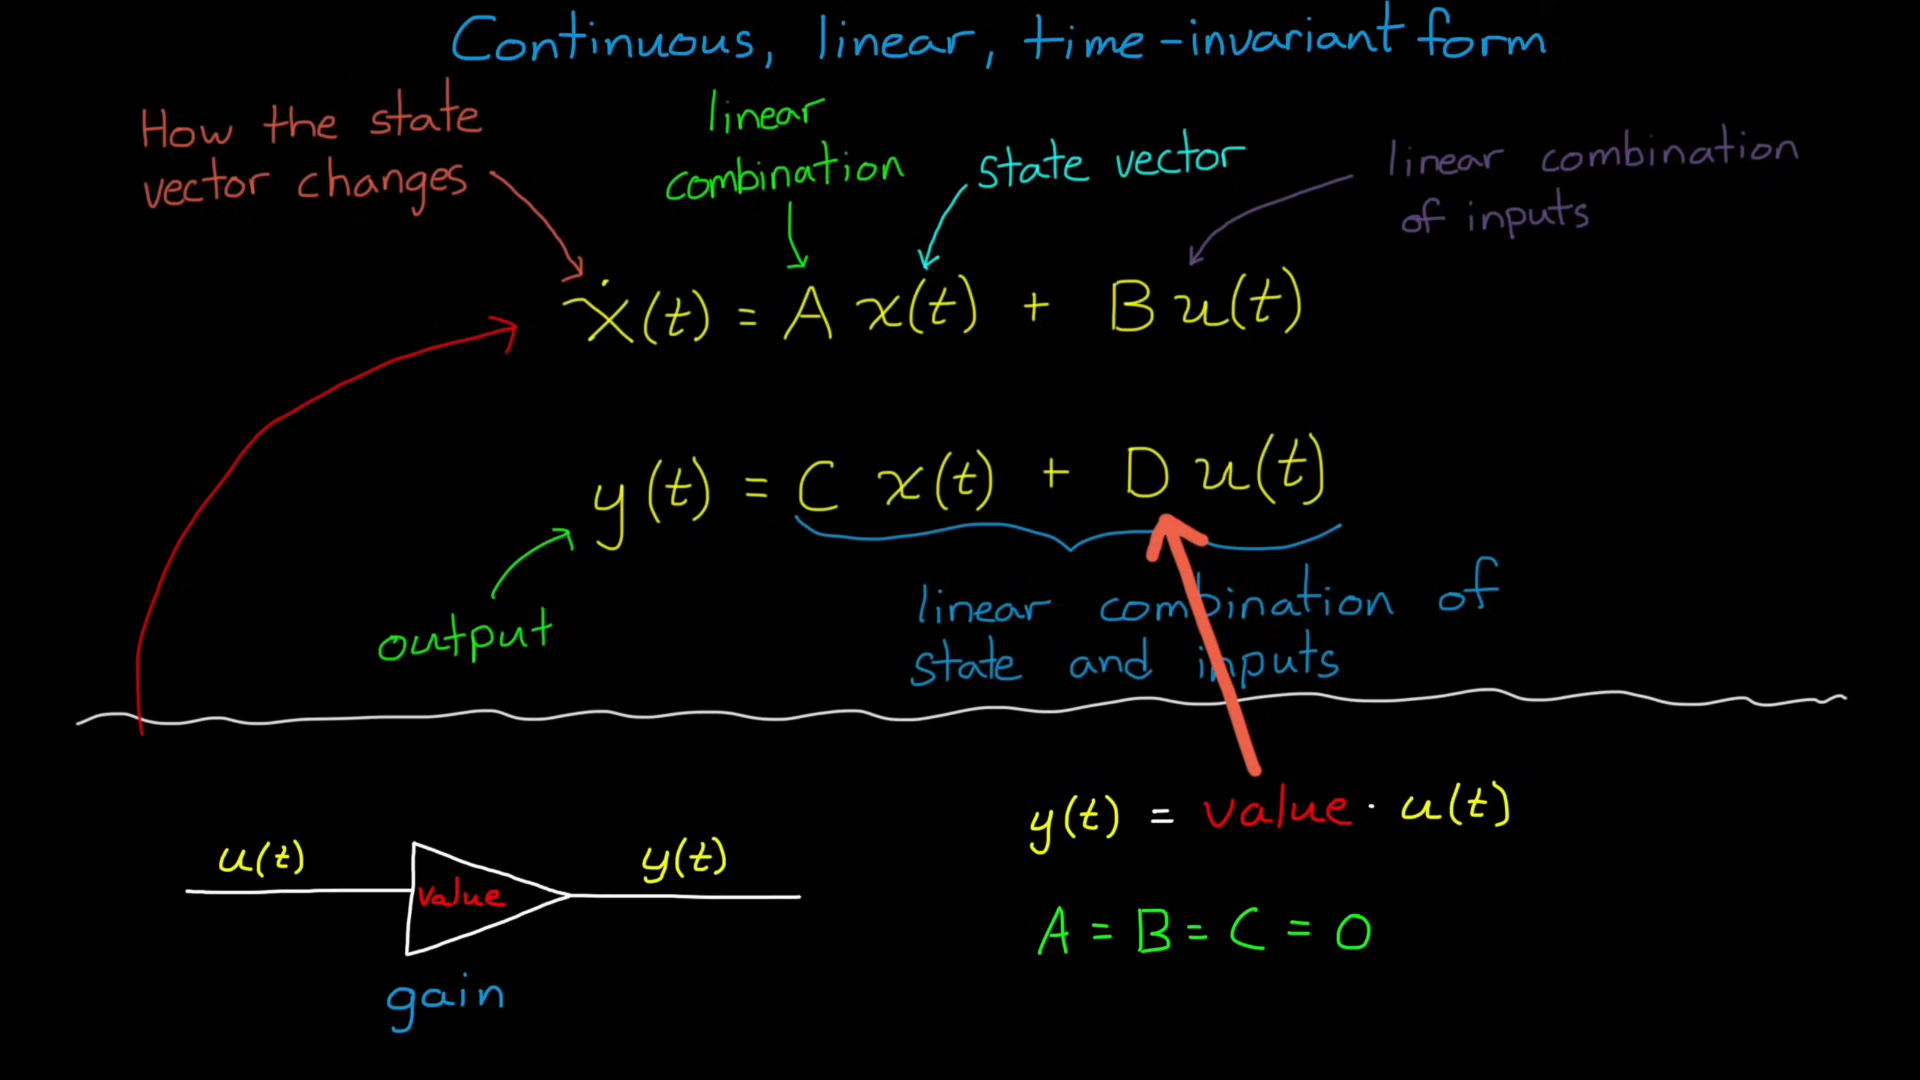 Continuous, linear, time-invariant form
How the state
vector changes
linear
combination
state vector
linear combination
of inputs
ẋ(t) = A x(t) + B u(t)
y(t) = C x(t) + D u(t)
output
linear combination of
state and inputs
u(t)
value
y(t)
gain
y(t) = value · u(t)
A = B = C = 0